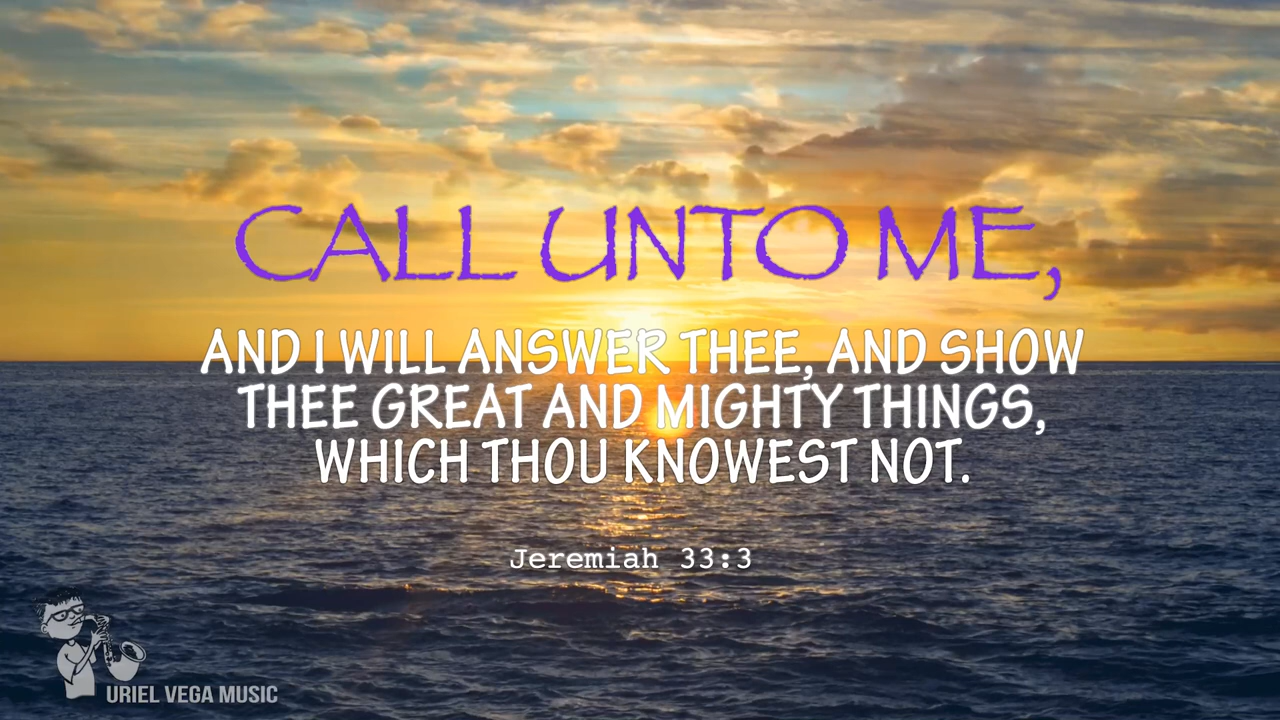 CALL UNTO ME,
AND I WILL ANSWER THEE, AND SHOW
THEE GREAT AND MIGHTY THINGS,
WHICH THOU KNOWEST NOT.
Jeremiah 33:3
URIEL VEGA MUSIC